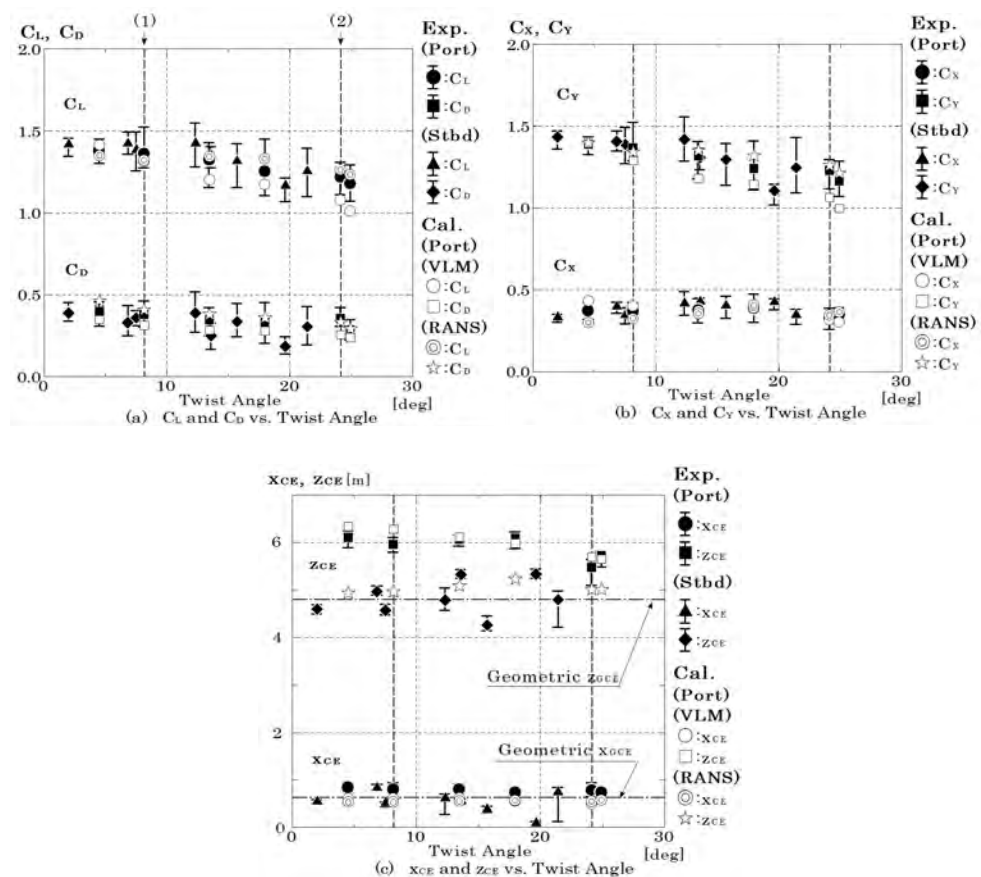 CL, CD
(1)
(2)
2.0
1.5
1.0
0.5
0.0
CL
CD
0
10
20
30
Twist Angle
[deg]
(a) CL and CD vs. Twist Angle
Exp.
(Port)
:CL
:CD
(Stbd)
:CL
:CD
Cal.
(Port)
(VLM)
:CL
:CD
(RANS)
:CL
:CD
CX, CY
2.0
1.5
1.0
0.5
0.0
CY
CX
0
10
20
30
Twist Angle
[deg]
(b) CX and CY vs. Twist Angle
Exp.
(Port)
:CX
:CY
(Stbd)
:CX
:CY
Cal.
(Port)
(VLM)
:CX
:CY
(RANS)
:CX
:CY
XCE, ZCE[m]
6
4
2
0
ZCE
Geometric ZGCE
XCE
Geometric XGCE
0
10
20
30
Twist Angle
[deg]
(c) XCE and ZCE vs. Twist Angle
Exp.
(Port)
:XCE
:ZCE
(Stbd)
:XCE
:ZCE
Cal.
(Port)
(VLM)
:XCE
:ZCE
(RANS)
:XCE
:ZCE